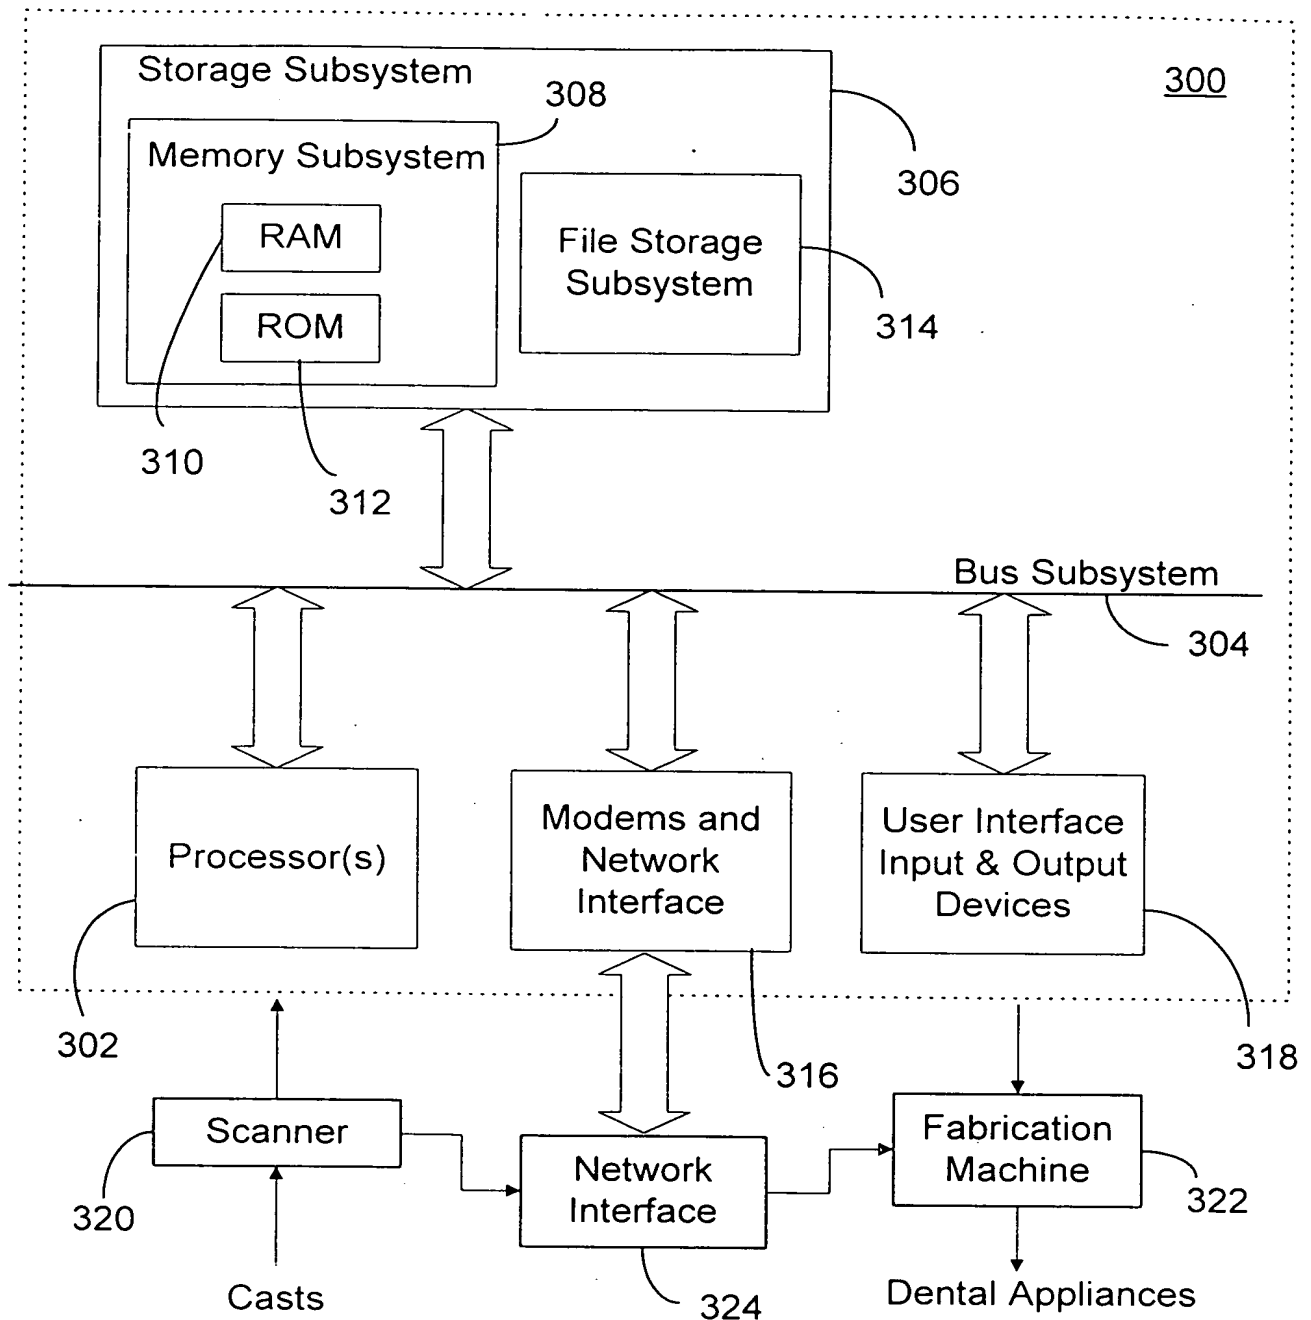 Storage Subsystem
300
308
Memory Subsystem
306
RAM
File Storage
Subsystem
ROM
314
310
312
Bus Subsystem
304
Processor(s)
Modems and
Network
Interface
User Interface
Input & Output
Devices
302
316
318
Scanner
Fabrication
Machine
Network
Interface
320
322
Casts
324
Dental Appliances